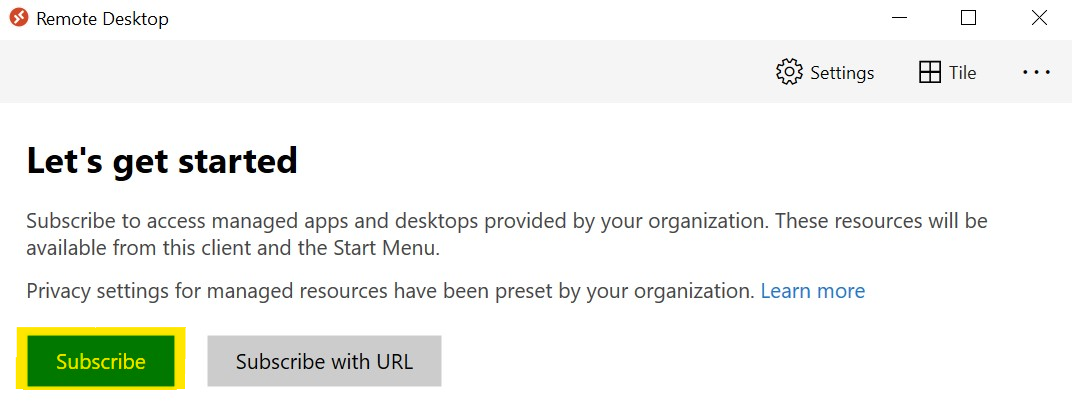 Remote Desktop
Settings
Tile
Let's get started
Subscribe to access managed apps and desktops provided by your organization. These resources will be
available from this client and the Start Menu.
Privacy settings for managed resources have been preset by your organization. Learn more
Subscribe
Subscribe with URL